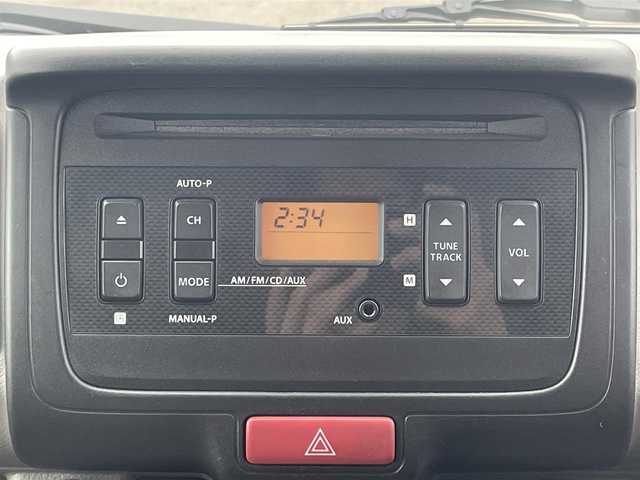 AUTO-P
CH
MODE
MANUAL-P
2:34
AM/FM/CD/AUX
AUX
H
M
TUNE
TRACK
VOL